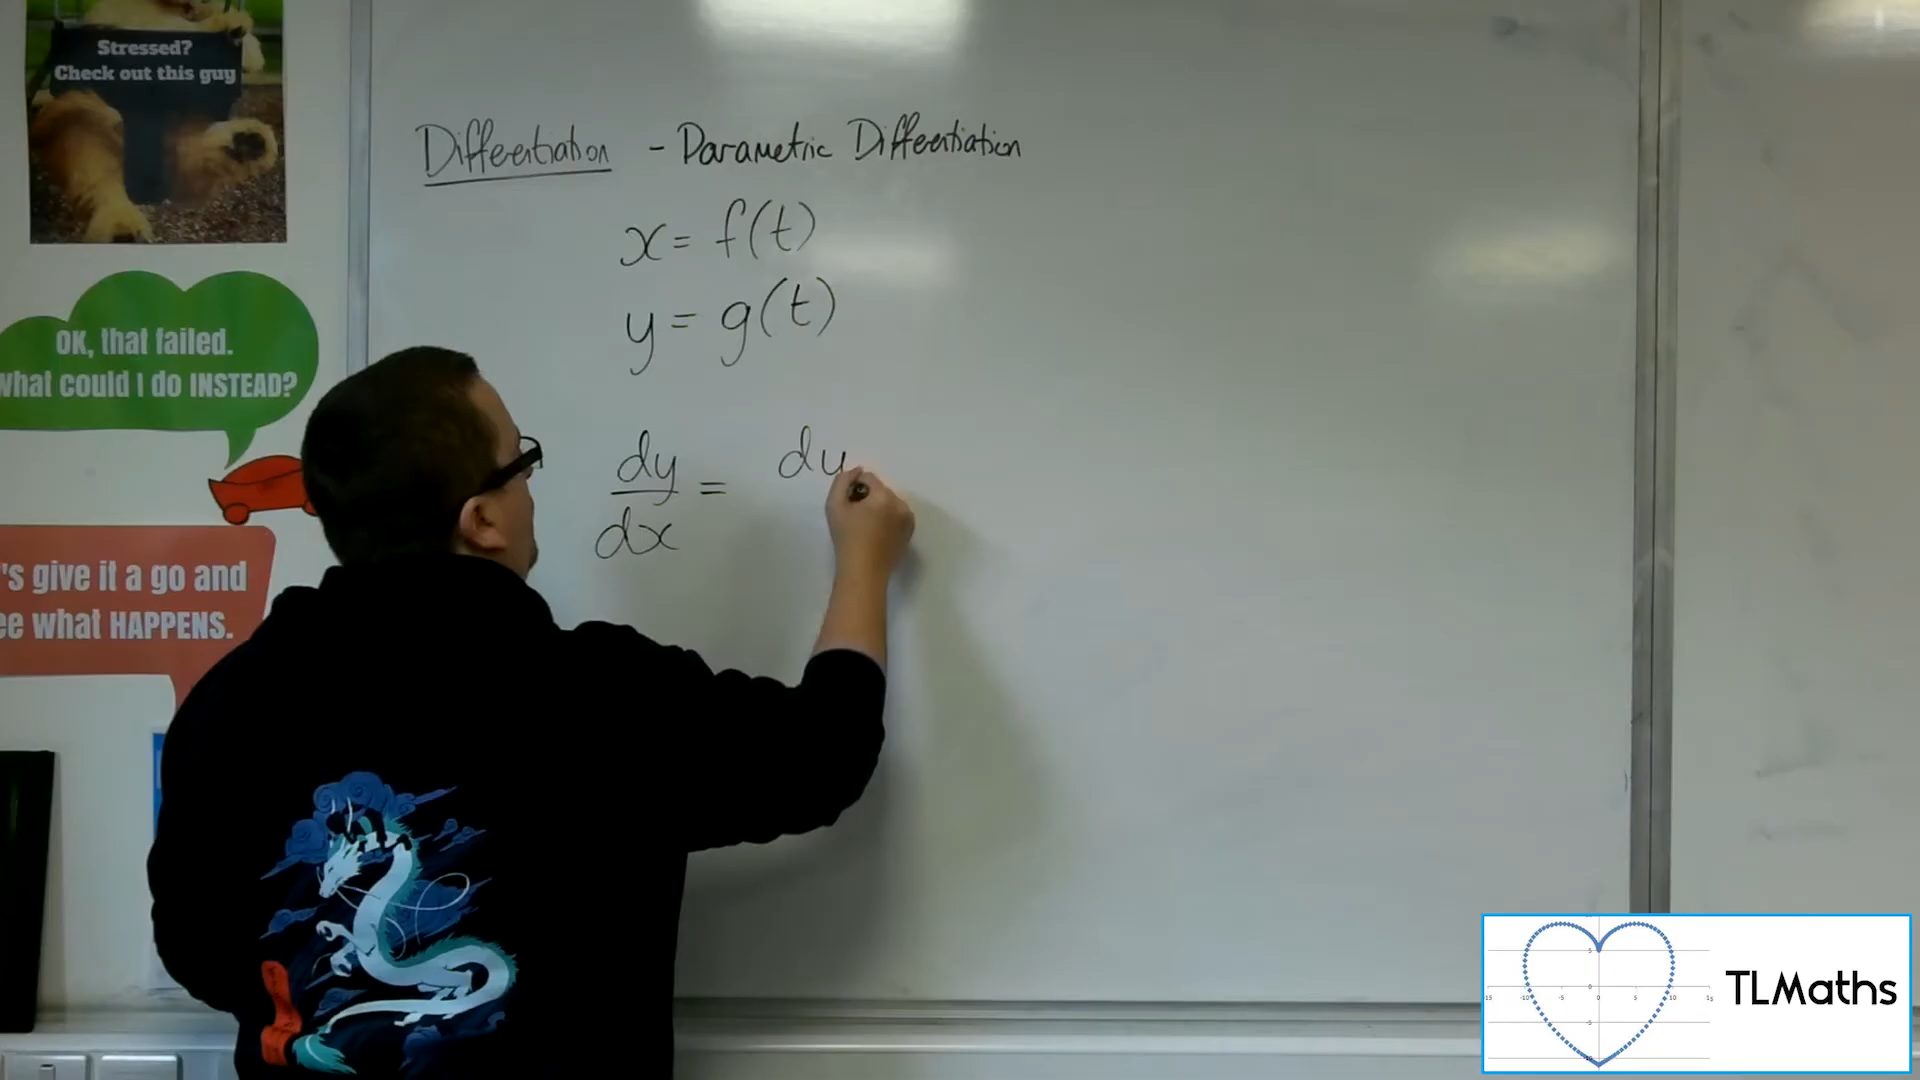 Stressed?
Check out this guy
Differentiation - Parametric Differentiation
x = f(t)
y = g(t)
OK, that failed.
what could I do INSTEAD?
dy/dx = dy
's give it a go and
ee what HAPPENS.
TLMaths